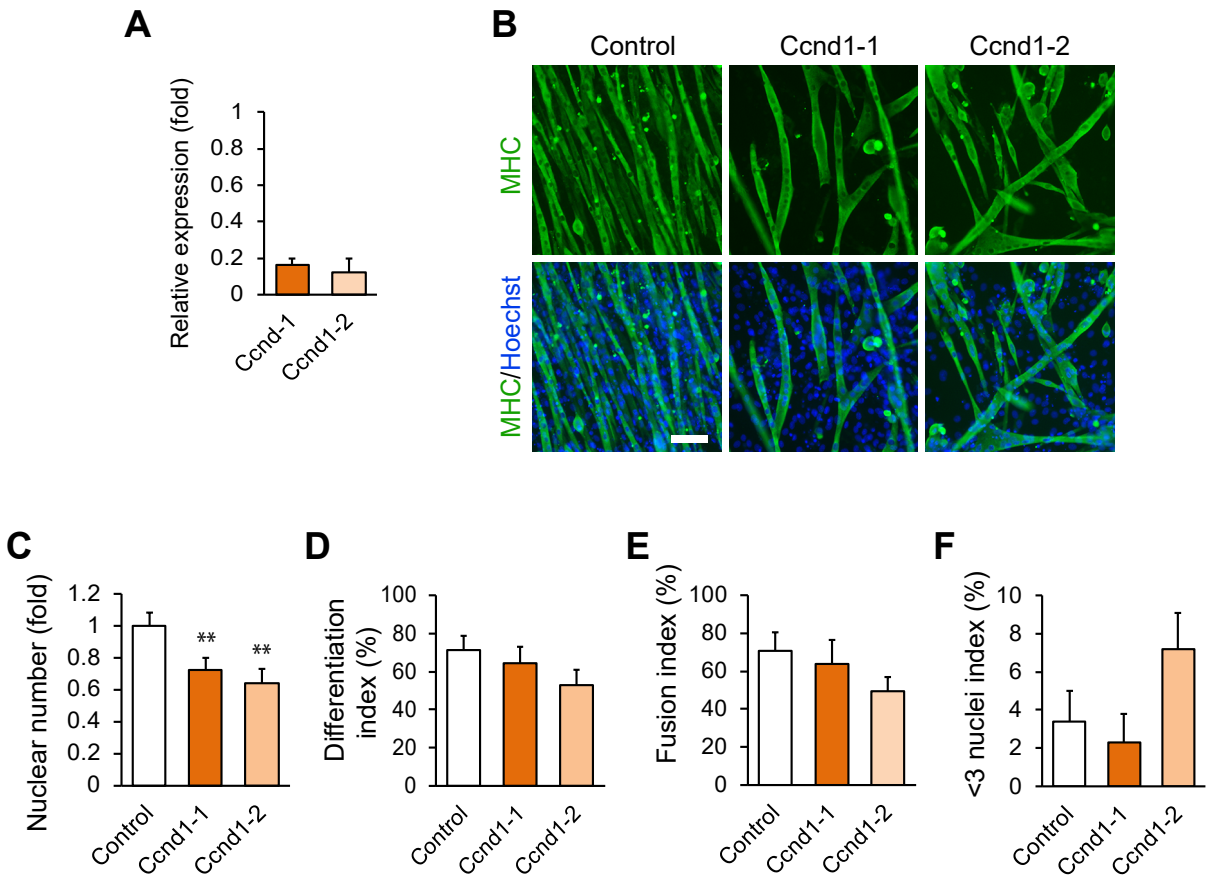 A
Relative expression (fold)
1
0.8
0.6
0.4
0.2
0
Ccnd-1
Ccnd1-2
B
Control
Ccnd1-1
Ccnd1-2
MHC
MHC/Hoechst
C
Nuclear number (fold)
1.2
1
0.8
0.6
0.4
0.2
0
**
**
Control
Ccnd1-1
Ccnd1-2
D
Differentiation
index (%)
100
80
60
40
20
0
Control
Ccnd1-1
Ccnd1-2
E
Fusion index (%)
100
80
60
40
20
0
Control
Ccnd1-1
Ccnd1-2
F
<3 nuclei index (%)
10
8
6
4
2
0
Control
Ccnd1-1
Ccnd1-2